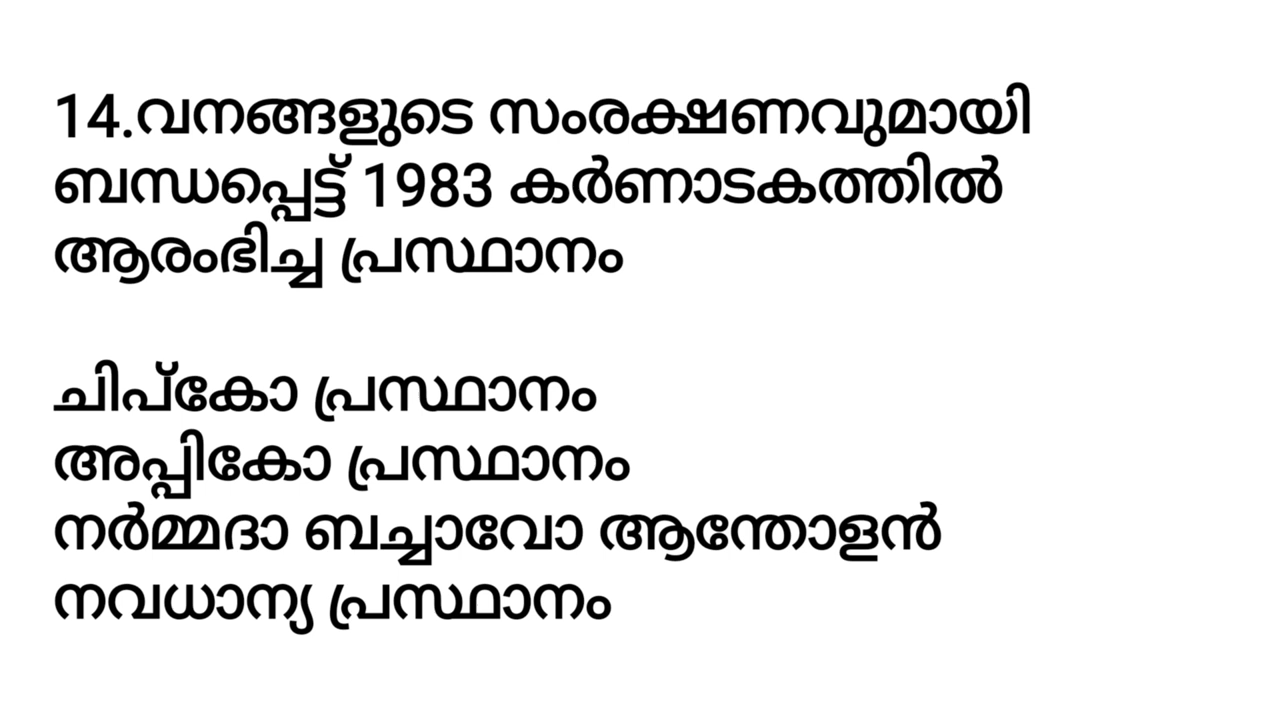 14.വനങ്ങളുടെ സംരക്ഷണവുമായി
ബന്ധപ്പെട്ട് 1983 കർണാടകത്തിൽ
ആരംഭിച്ച പ്രസ്ഥാനം
ചിപ്കോ പ്രസ്ഥാനം
അപ്പികോ പ്രസ്ഥാനം
നർമ്മദാ ബച്ചാവോ ആന്തോളൻ
നവധാന്യ പ്രസ്ഥാനം